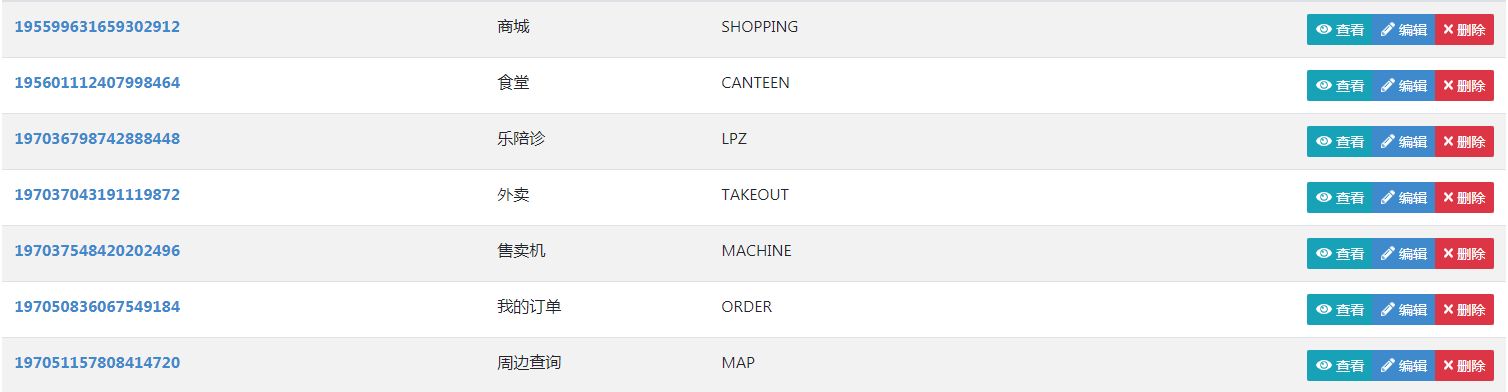 195599631659302912 商城 SHOPPING 查看 编辑 删除
195601112407998464 食堂 CANTEEN 查看 编辑 删除
197036798742888448 乐陪诊 LPZ 查看 编辑 删除
197037043191119872 外卖 TAKEOUT 查看 编辑 删除
197037548420202496 售卖机 MACHINE 查看 编辑 删除
197050836067549184 我的订单 ORDER 查看 编辑 删除
197051157808414720 周边查询 MAP 查看 编辑 删除